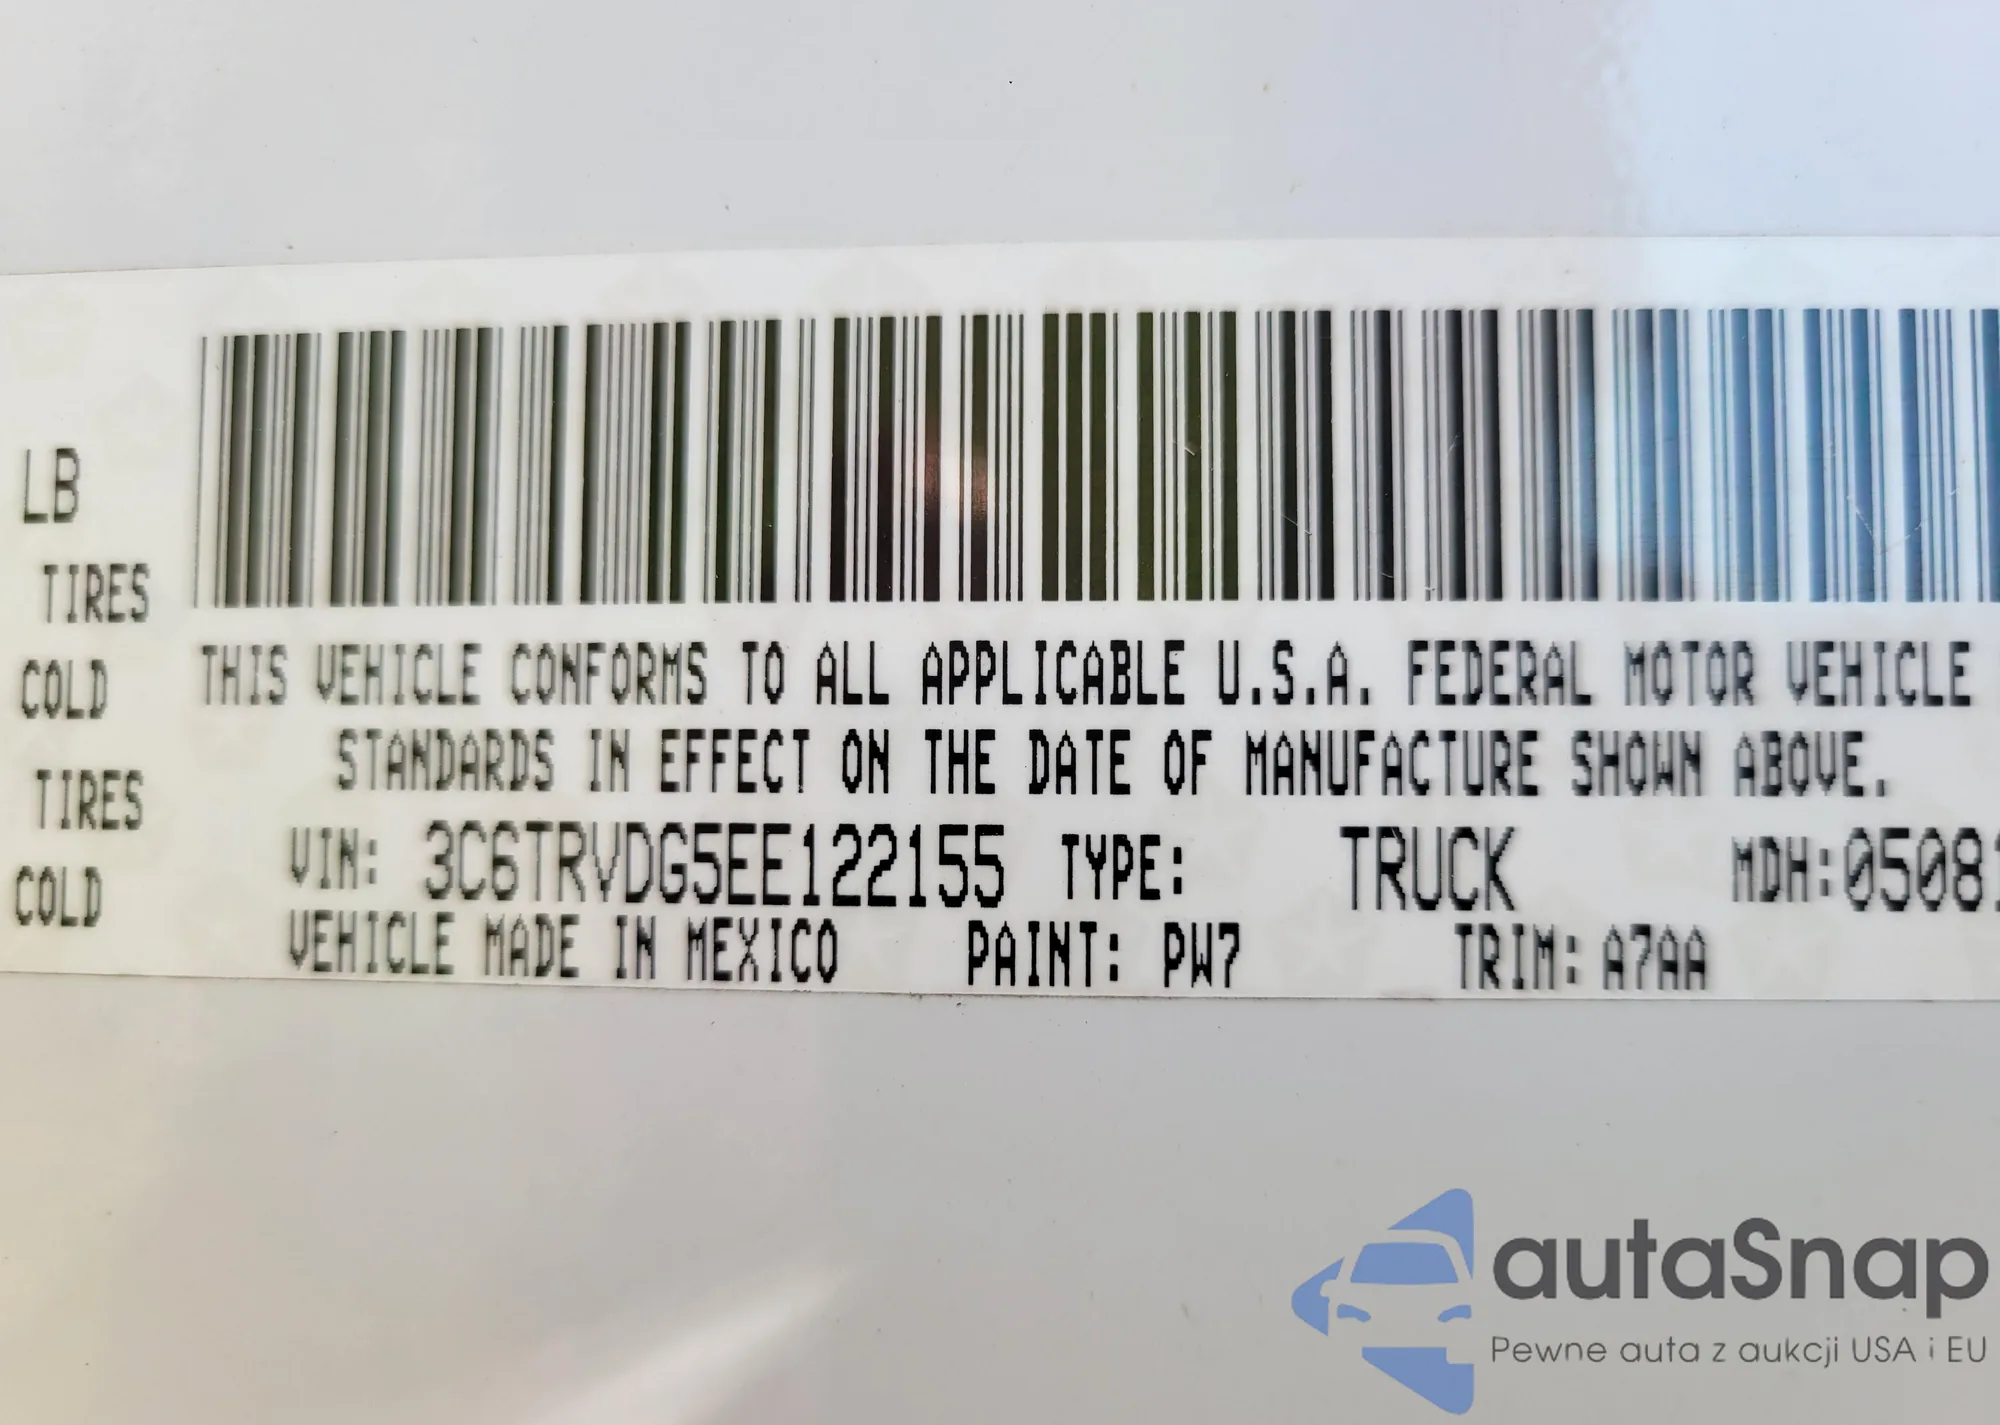 LB
TIRES
COLD
TIRES
COLD
THIS VEHICLE CONFORMS TO ALL APPLICABLE U.S.A. FEDERAL MOTOR VEHICLE
STANDARDS IN EFFECT ON THE DATE OF MANUFACTURE SHOWN ABOVE.
VIN: 3C6TRVDG5EE122155 TYPE: TRUCK MDH:05081
VEHICLE MADE IN MEXICO PAINT: PW7 TRIM: A7AA
autaSnap
Pewne auta z aukcji USA i EU